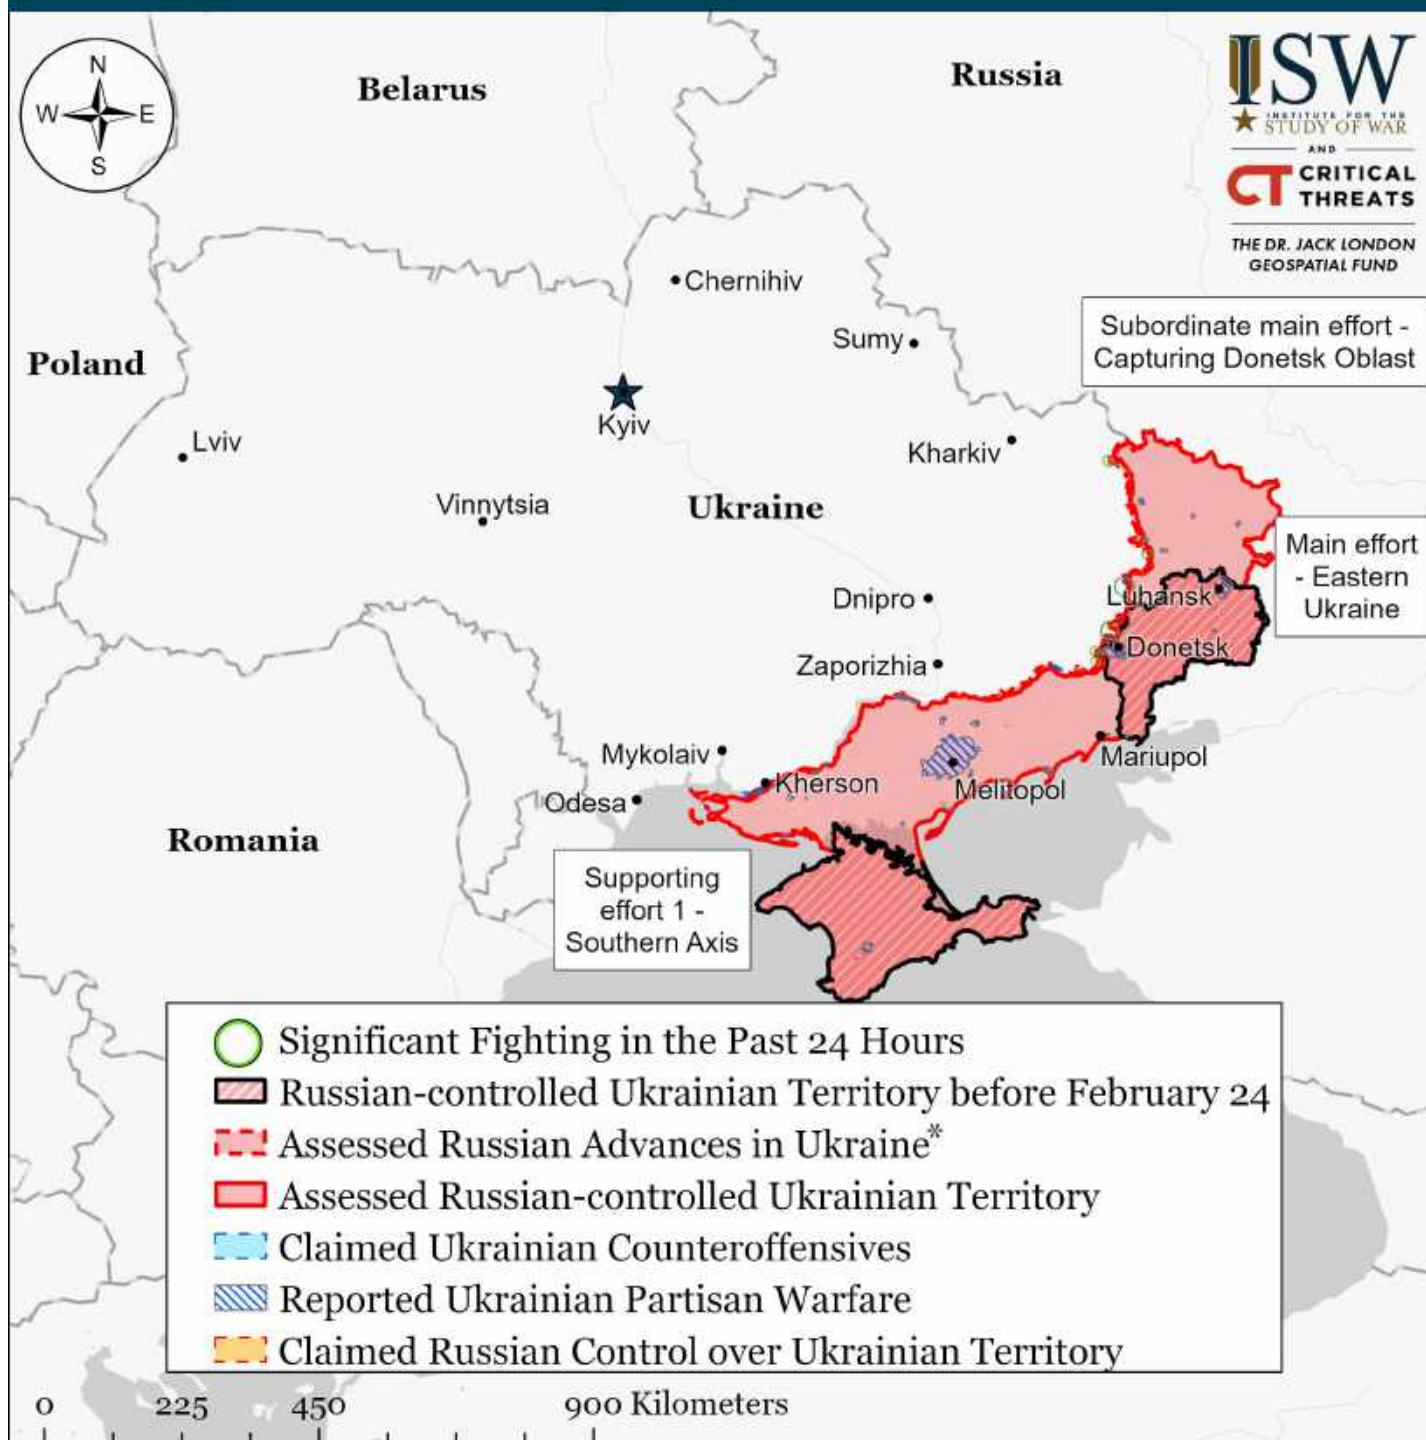 N
W
E
S
Belarus
Russia
ISW
INSTITUTE FOR THE
STUDY OF WAR
AND
CT CRITICAL
THREATS
THE DR. JACK LONDON
GEOSPATIAL FUND
Chernihiv
Subordinate main effort -
Capturing Donetsk Oblast
Sumy
Poland
Kyiv
Lviv
Kharkiv
Vinnytsia
Ukraine
Main effort
- Eastern
Ukraine
Dnipro
Luhansk
Donetsk
Zaporizhia
Mykolaiv
Mariupol
Kherson
Melitopol
Odesa
Romania
Supporting
effort 1 -
Southern Axis
Significant Fighting in the Past 24 Hours
Russian-controlled Ukrainian Territory before February 24
Assessed Russian Advances in Ukraine*
Assessed Russian-controlled Ukrainian Territory
Claimed Ukrainian Counteroffensives
Reported Ukrainian Partisan Warfare
Claimed Russian Control over Ukrainian Territory
0 225 450 900 Kilometers